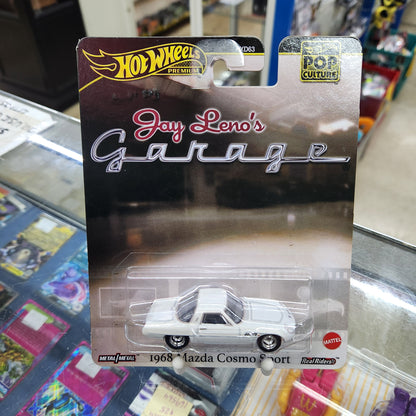 HOT WHEELS
PREMIUM
POP
CULTURE
Jay Leno's
Garage
METAL/METAL
1968 Mazda Cosmo Sport
MATTEL
Real Riders